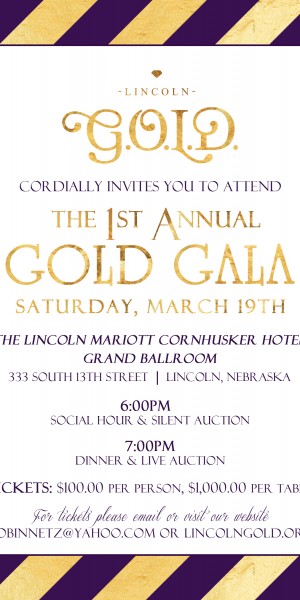 -LINCOLN-
G.O.L.D.
CORDIALLY INVITES YOU TO ATTEND
THE 1ST ANNUAL
GOLD GALA
SATURDAY, MARCH 19TH
THE LINCOLN MARIOTT CORNHUSKER HOTE
GRAND BALLROOM
333 SOUTH 13TH STREET | LINCOLN, NEBRASKA
6:00PM
SOCIAL HOUR & SILENT AUCTION
7:00PM
DINNER & LIVE AUCTION
ICKETS: $100.00 PER PERSON, $1,000.00 PER TAB
For tickets please email or visit our website
OBINNETZ@YAHOO.COM OR LINCOLNGOLD.OR